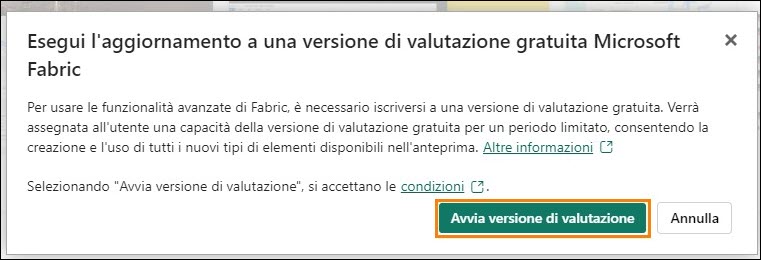 Esegui l'aggiornamento a una versione di valutazione gratuita Microsoft
Fabric
Per usare le funzionalità avanzate di Fabric, è necessario iscriversi a una versione di valutazione gratuita. Verrà
assegnata all'utente una capacità della versione di valutazione gratuita per un periodo limitato, consentendo la
creazione e l'uso di tutti i nuovi tipi di elementi disponibili nell'anteprima. Altre informazioni
Selezionando "Avvia versione di valutazione", si accettano le condizioni .
Avvia versione di valutazione
Annulla